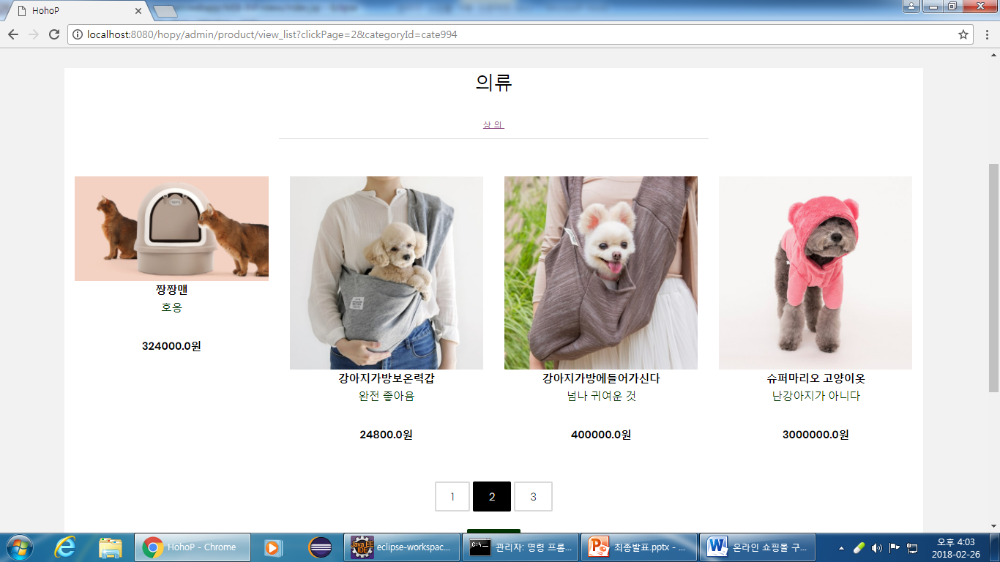 HohoP
localhost:8080/hopy/admin/product/view_list?clickPage=2&categoryId=cate994
의류
상의
짱짱맨
호옹
324000.0원
강아지가방보온력갑
완전 좋아욤
24800.0원
강아지가방에들어가신다
넘나 귀여운 것
400000.0원
슈퍼마리오 고양이옷
난강아지가 아니다
3000000.0원
1 2 3
HohoP - Chrome
Java EE IDE
eclipse-workspac...
C:\.
관리자: 명령 프롬...
최종발표.pptx - ...
온라인 쇼핑몰 구...
오후 4:03
2018-02-26